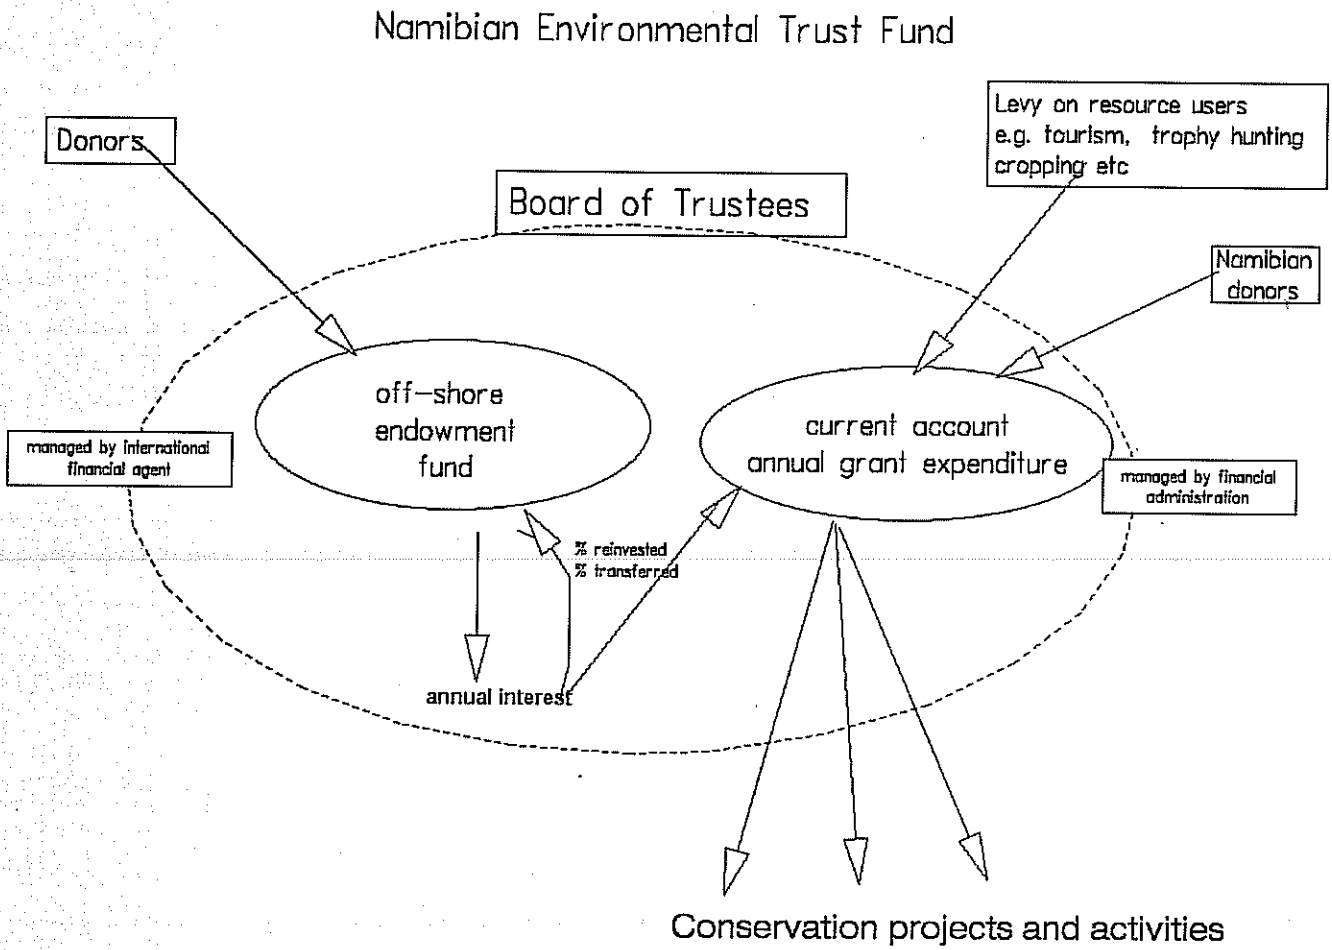 Namibian Environmental Trust Fund
Donors
Levy on resource users
e.g. tourism, trophy hunting
cropping etc
Board of Trustees
Namibian
donors
off-shore
endowment
fund
current account
annual grant expenditure
managed by international
financial agent
managed by financial
administration
% reinvested
% transferred
annual interest
Conservation projects and activities